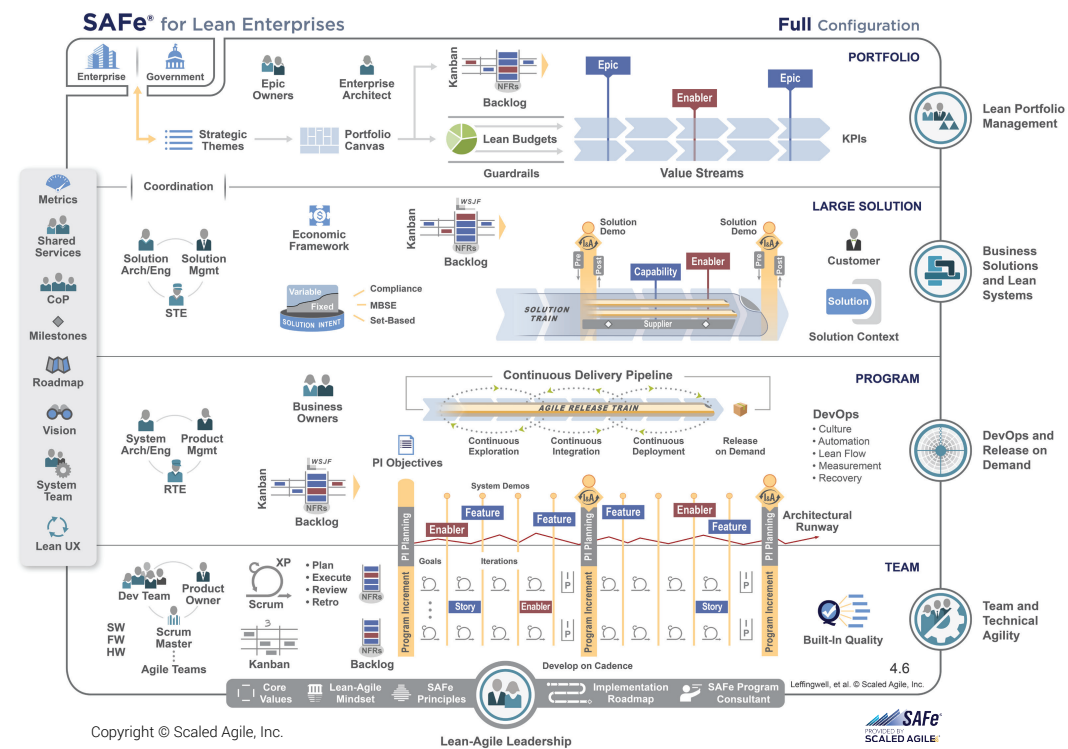 SAFe® for Lean Enterprises
Full Configuration
Enterprise
Government
Epic
Owners
Enterprise
Architect
Kanban
NFRs
Backlog
Epic
Enabler
Epic
PORTFOLIO
Strategic
Themes
Portfolio
Canvas
Lean Budgets
Guardrails
Value Streams
KPIs
Lean Portfolio
Management
Metrics
Shared
Services
CoP
Milestones
Roadmap
Vision
System
Team
Lean UX
Coordination
LARGE SOLUTION
Solution
Arch/Eng
Solution
Mgmt
STE
Economic
Framework
Kanban
WSJF
NFRs
Backlog
Variable
Fixed
SOLUTION INTENT
Compliance
MBSE
Set-Based
Solution
Demo
I&A
Pre
Post
Capability
Enabler
Solution
Demo
I&A
Pre
Post
SOLUTION
TRAIN
Supplier
Customer
Solution
Solution Context
Business
Solutions
and Lean
Systems
PROGRAM
System
Arch/Eng
Product
Mgmt
RTE
Business
Owners
Continuous Delivery Pipeline
AGILE RELEASE TRAIN
Continuous
Exploration
Continuous
Integration
Continuous
Deployment
Release
on Demand
DevOps
• Culture
• Automation
• Lean Flow
• Measurement
• Recovery
DevOps and
Release on
Demand
PI Objectives
Kanban
WSJF
NFRs
Backlog
System Demos
I&A
I&A
Enabler
Feature
Feature
Feature
Enabler
Feature
Architectural
Runway
PI Planning
PI Planning
PI Planning
TEAM
Dev Team
Product
Owner
Scrum
Master
SW
FW
HW
Agile Teams
XP
Scrum
3
Kanban
• Plan
• Execute
• Review
• Retro
NFRs
NFRs
Backlog
Program Increment
Goals
Iterations
Story
Enabler
I P
I P
Program Increment
Story
I P
I P
Program Increment
Built-In Quality
Team and
Technical
Agility
Develop on Cadence
4.6
Leffingwell, et al. © Scaled Agile, Inc.
Core
Values
Lean-Agile
Mindset
SAFe
Principles
Implementation
Roadmap
SAFe Program
Consultant
Lean-Agile Leadership
Copyright © Scaled Agile, Inc.
SAFe®
PROVIDED BY
SCALED AGILE